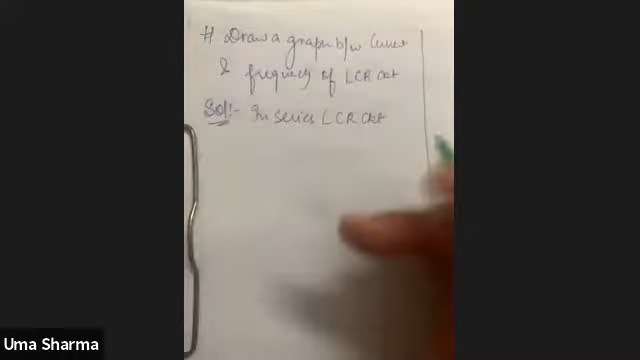 # Draw a graph b/w Current
& frequency of LCR Ckt
Sol:- In series LCR Ckt
Uma Sharma